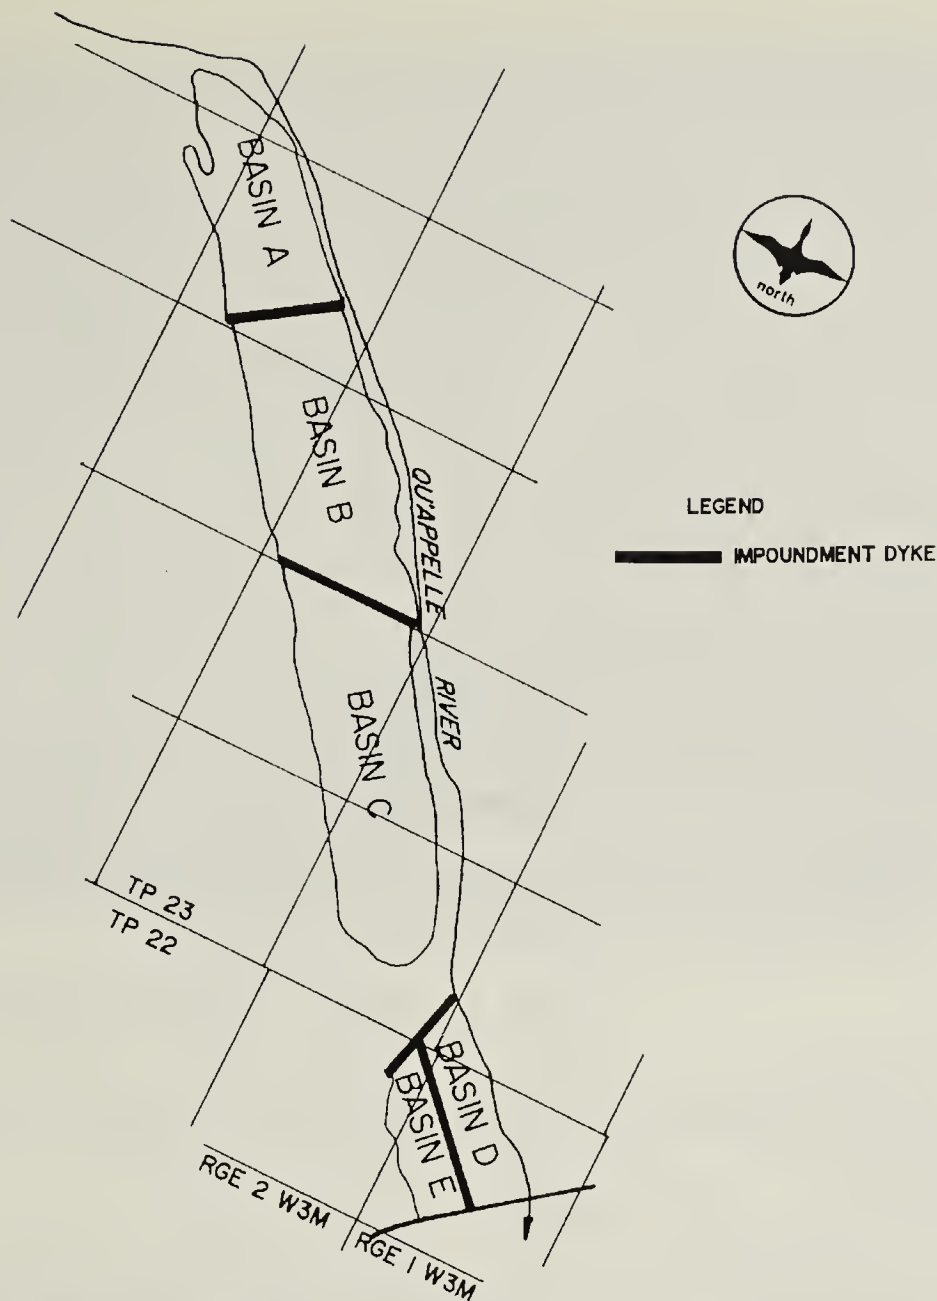 BASIN A
north
BASIN B
QU'APPELLE
LEGEND
IMPOUNDMENT DYKE
RIVER
BASIN C
TP 23
TP 22
BASIN D
BASIN E
RGE 2 W3M
RGE 1 W3M